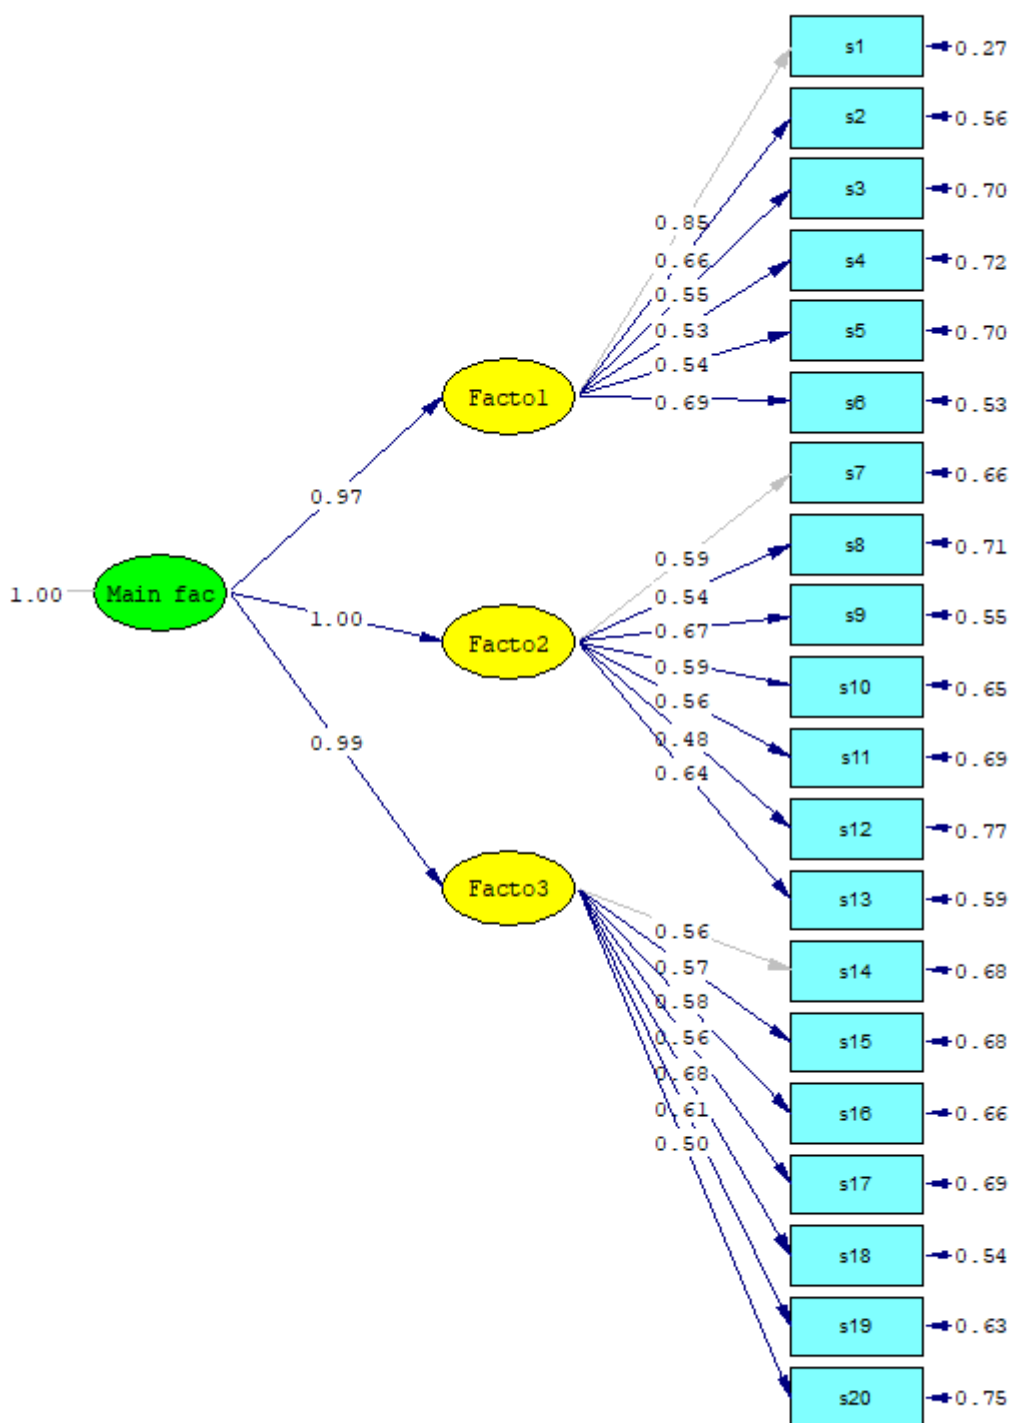 s1 0.27
s2 0.56
s3 0.70
0.85
s4 0.72
0.66
0.55
s5 0.70
0.53
0.54
Facto1 0.69 s6 0.53
s7 0.66
0.97
s8 0.71
0.59
1.00 Main fac 0.54
1.00 s9 0.55
0.67
Facto2
0.59 s10 0.65
0.56
0.48 s11 0.69
0.99
0.64
s12 0.77
Facto3 s13 0.59
0.56
0.57 s14 0.68
0.58
0.56 s15 0.68
0.68
0.61 s16 0.66
0.50
s17 0.69
s18 0.54
s19 0.63
s20 0.75